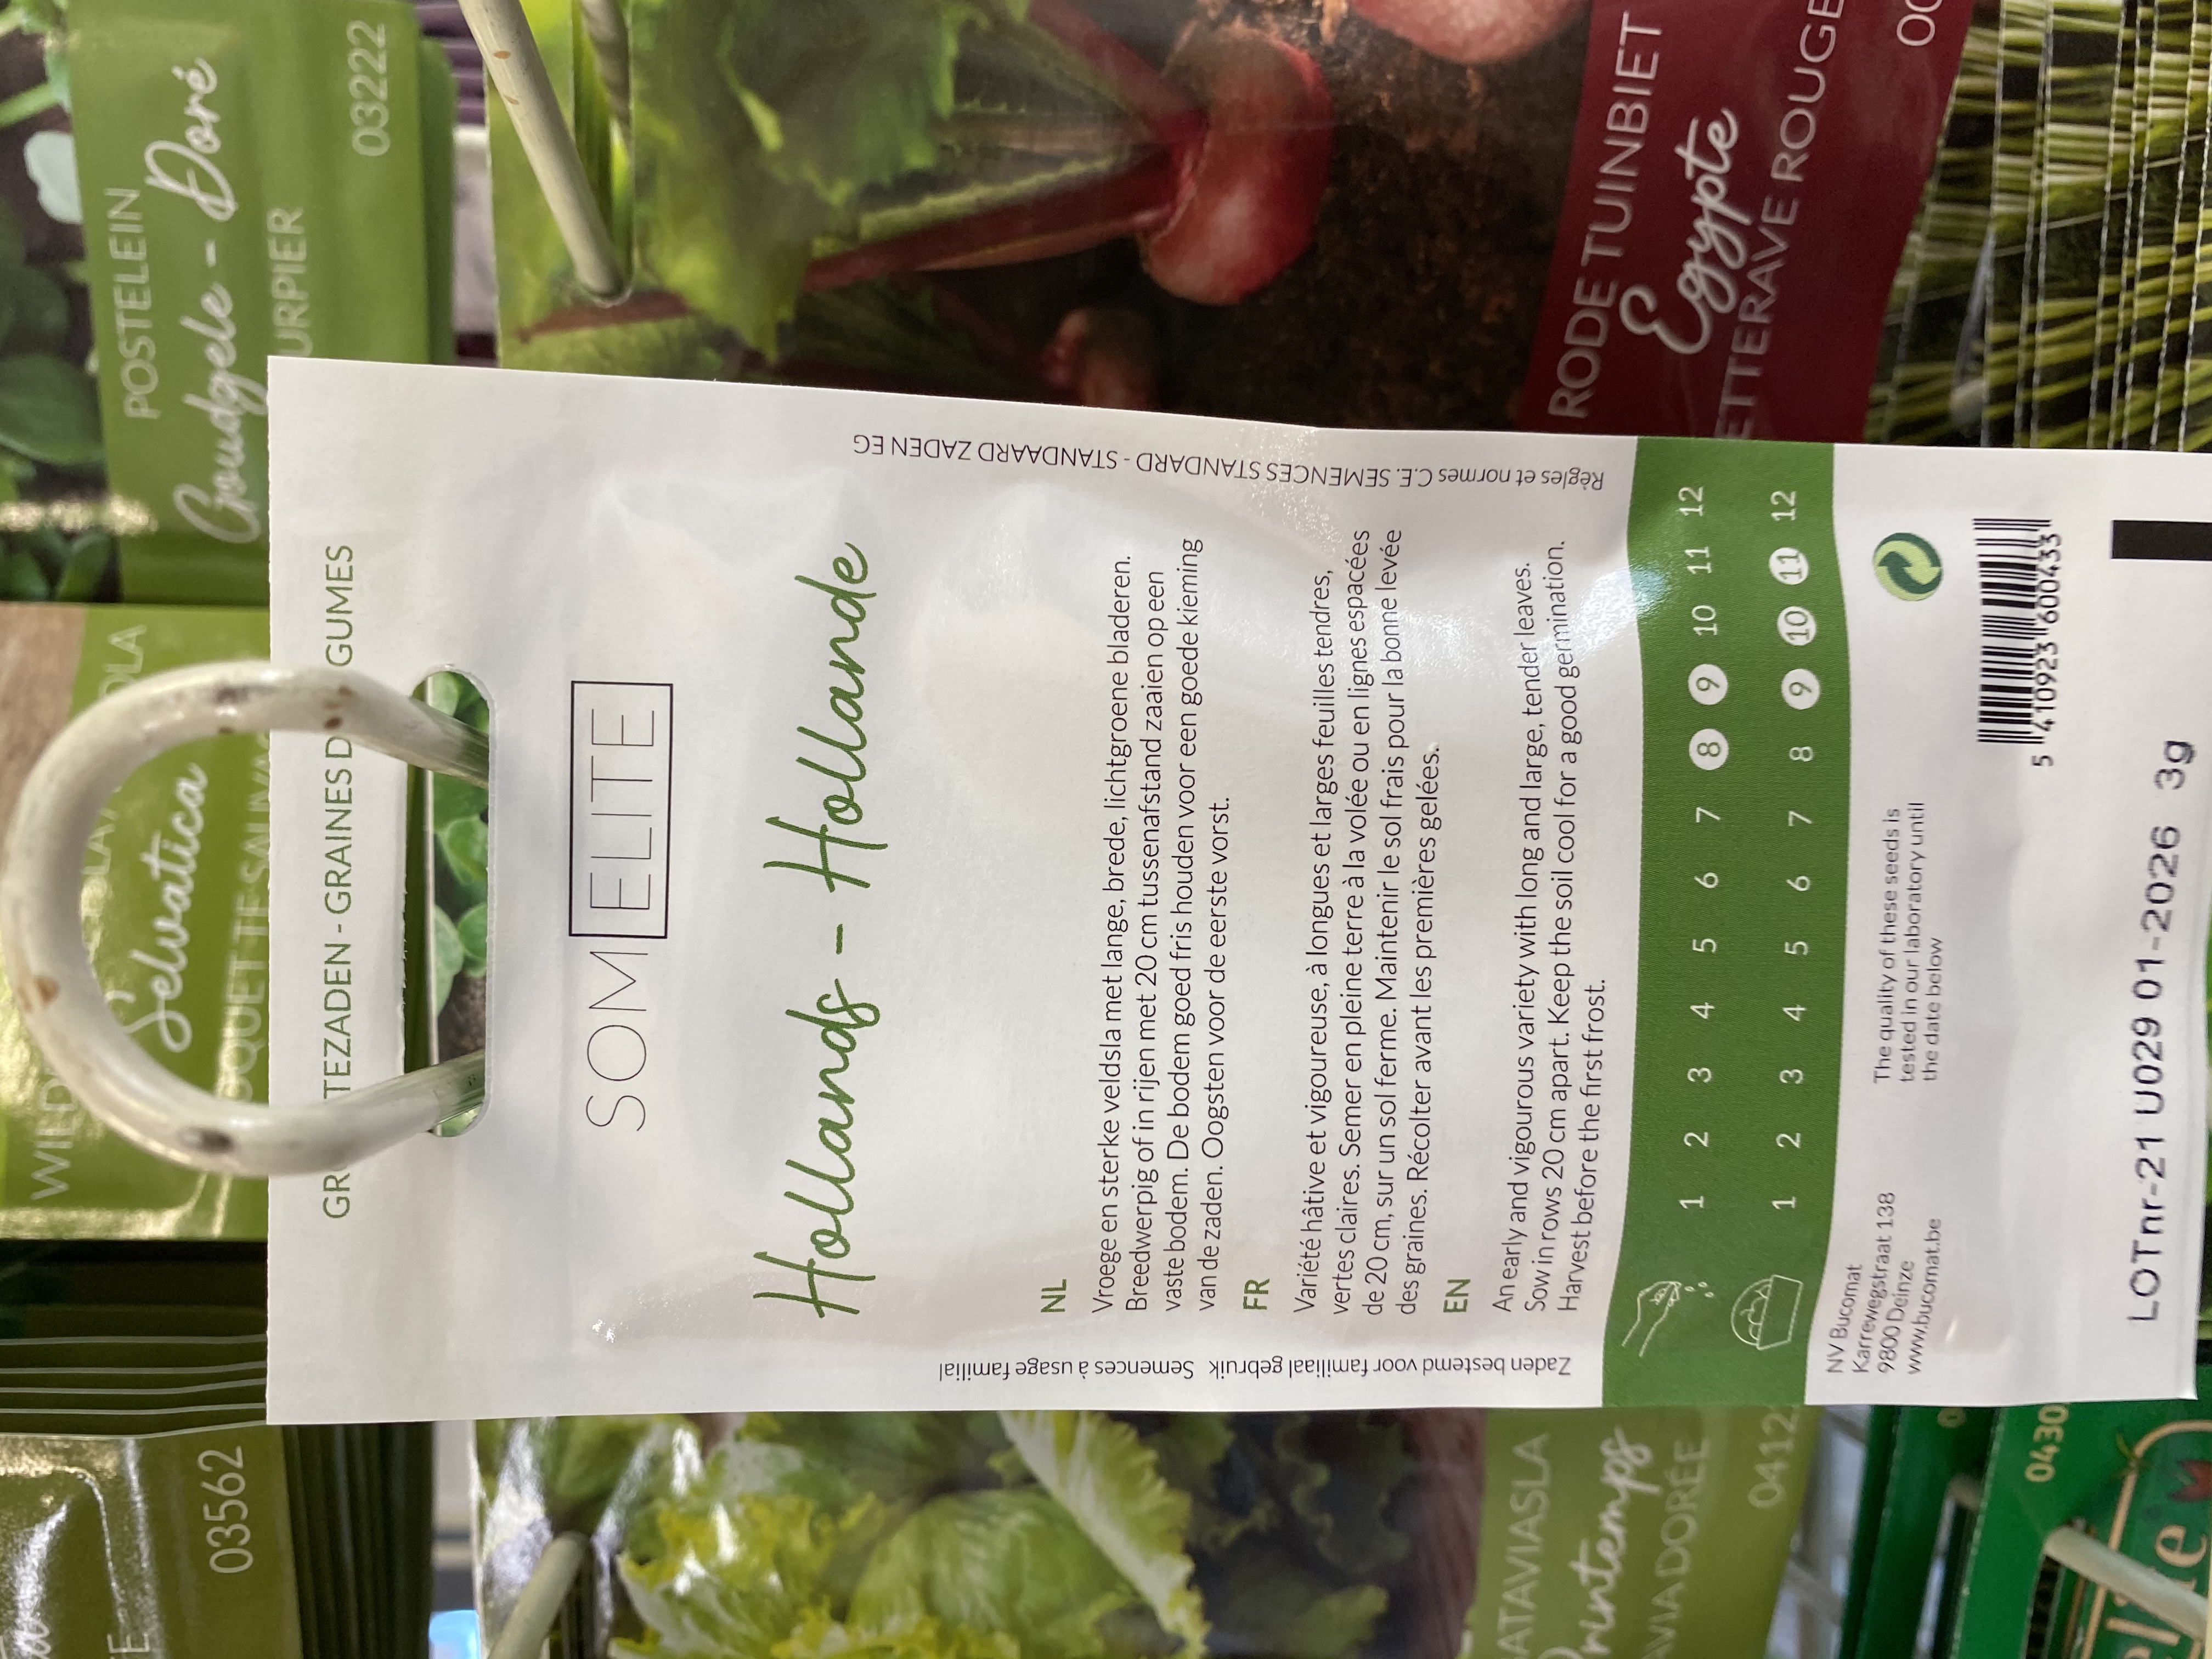 GR TEZADEN - GRAINES D GUMES
SOM ELITE
Hollands - Hollande
NL
Vroege en sterke veldsla met lange, brede, lichtgroene bladeren.
Breedwerpig of in rijen met 20 cm tussenafstand zaaien op een
vaste bodem. De bodem goed fris houden voor een goede kieming
van de zaden. Oogsten voor de eerste vorst.
FR
Variété hâtive et vigoureuse, à longues et larges feuilles tendres,
vertes claires. Semer en pleine terre à la volée ou en lignes espacées
de 20 cm, sur un sol ferme. Maintenir le sol frais pour la bonne levée
des graines. Récolter avant les premières gelées.
EN
An early and vigourous variety with long and large, tender leaves.
Sow in rows 20 cm apart. Keep the soil cool for a good germination.
Harvest before the first frost.
Zaden bestemd voor familiaal gebruik Semences à usage familial
Règles et normes C.E. SEMENCES STANDARD - STANDAARD ZADEN EG
1 2 3 4 5 6 7 8 9 10 11 12
1 2 3 4 5 6 7 8 9 10 11 12
NV Bucomat
Karrewegstraat 138
9800 Deinze
www.bucomat.be
The quality of these seeds is
tested in our laboratory until
the date below
5 410923 600433
LOTnr-21 U029 01-2026 3g
POSTELEIN
Goudgele - Doré
URPIER
03222
RODE TUINBIET
Egypte
ETTERAVE ROUGE
Selvatica
03562
ATAVIASLA
Printemps
AVIA DORÉE
0412
0430